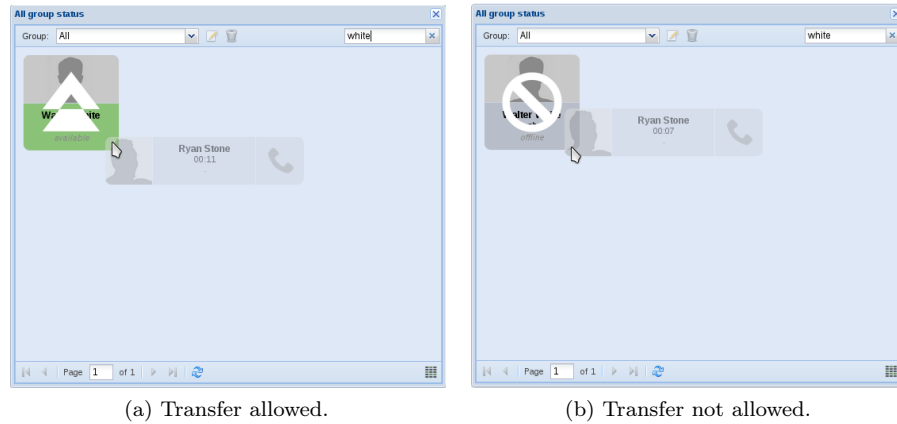 All group status
Group: All white
available
Ryan Stone
00:11
-
Page 1 of 1
(a) Transfer allowed.
All group status
Group: All white
offline
Ryan Stone
00:07
-
Page 1 of 1
(b) Transfer not allowed.